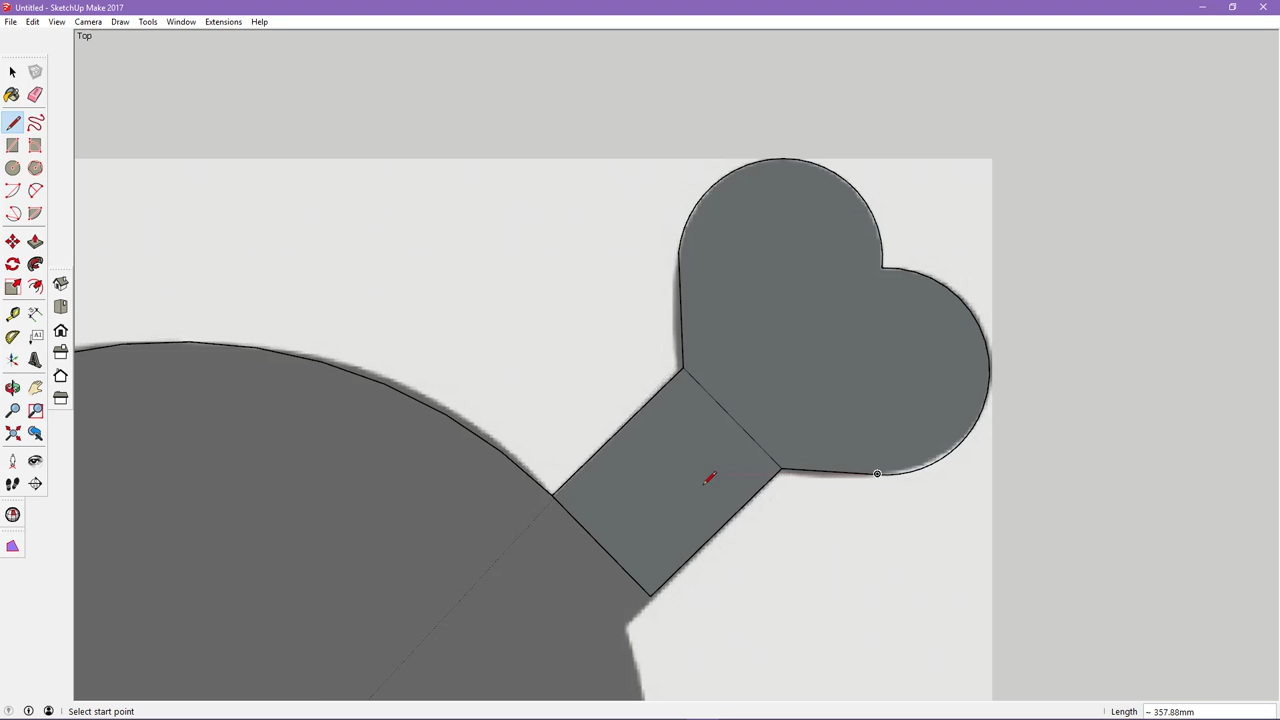 Untitled - SketchUp Make 2017
File Edit View Camera Draw Tools Window Extensions Help
Top
AI
Select start point
Length ~ 357.88mm